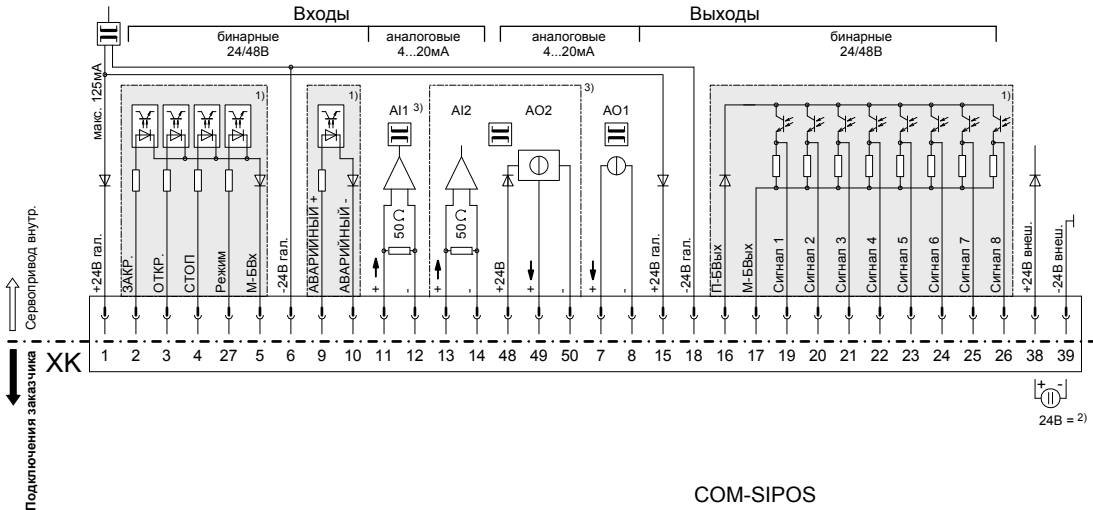 Входы
Выходы
бинарные
24/48В
аналоговые
4...20мА
аналоговые
4...20мА
бинарные
24/48В
макс. 125мА
1)
1)
AI1 3)
AI2
AO2
3)
AO1
1)
50Ω
50Ω
+24В гал.
ЗАКР.
ОТКР.
СТОП
Режим
М-БВх
-24В гал.
АВАРИЙНЫЙ +
АВАРИЙНЫЙ -
+
-
+
-
+24В
+
-
+
-
+24В гал.
-24В гал.
П-БВых
М-БВых
Сигнал 1
Сигнал 2
Сигнал 3
Сигнал 4
Сигнал 5
Сигнал 6
Сигнал 7
Сигнал 8
+24В внеш.
-24В внеш.
Сервопривод внутр.
Подключения заказчика
XK
1 2 3 4 27 5 6 9 10 11 12 13 14 48 49 50 7 8 15 18 16 17 19 20 21 22 23 24 25 26 38 39
+ -
24В = 2)
COM-SIPOS